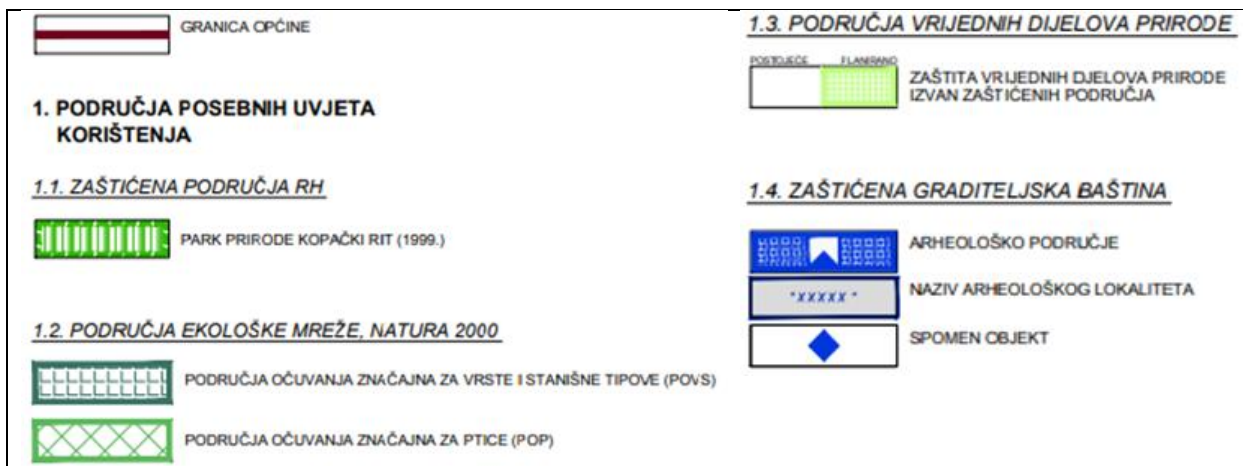 GRANICA OPĆINE
1. PODRUČJA POSEBNIH UVJETA
KORIŠTENJA
1.1. ZAŠTIĆENA PODRUČJA RH
PARK PRIRODE KOPAČKI RIT (1999.)
1.2. PODRUČJA EKOLOŠKE MREŽE, NATURA 2000
PODRUČJA OČUVANJA ZNAČAJNA ZA VRSTE I STANIŠNE TIPOVE (POVS)
PODRUČJA OČUVANJA ZNAČAJNA ZA PTICE (POP)
1.3. PODRUČJA VRIJEDNIH DIJELOVA PRIRODE
POSTOJEĆE PLANIRANO
ZAŠTITA VRIJEDNIH DJELOVA PRIRODE
IZVAN ZAŠTIĆENIH PODRUČJA
1.4. ZAŠTIĆENA GRADITELJSKA BAŠTINA
ARHEOLOŠKO PODRUČJE
"XXXXX"
NAZIV ARHEOLOŠKOG LOKALITETA
SPOMEN OBJEKT